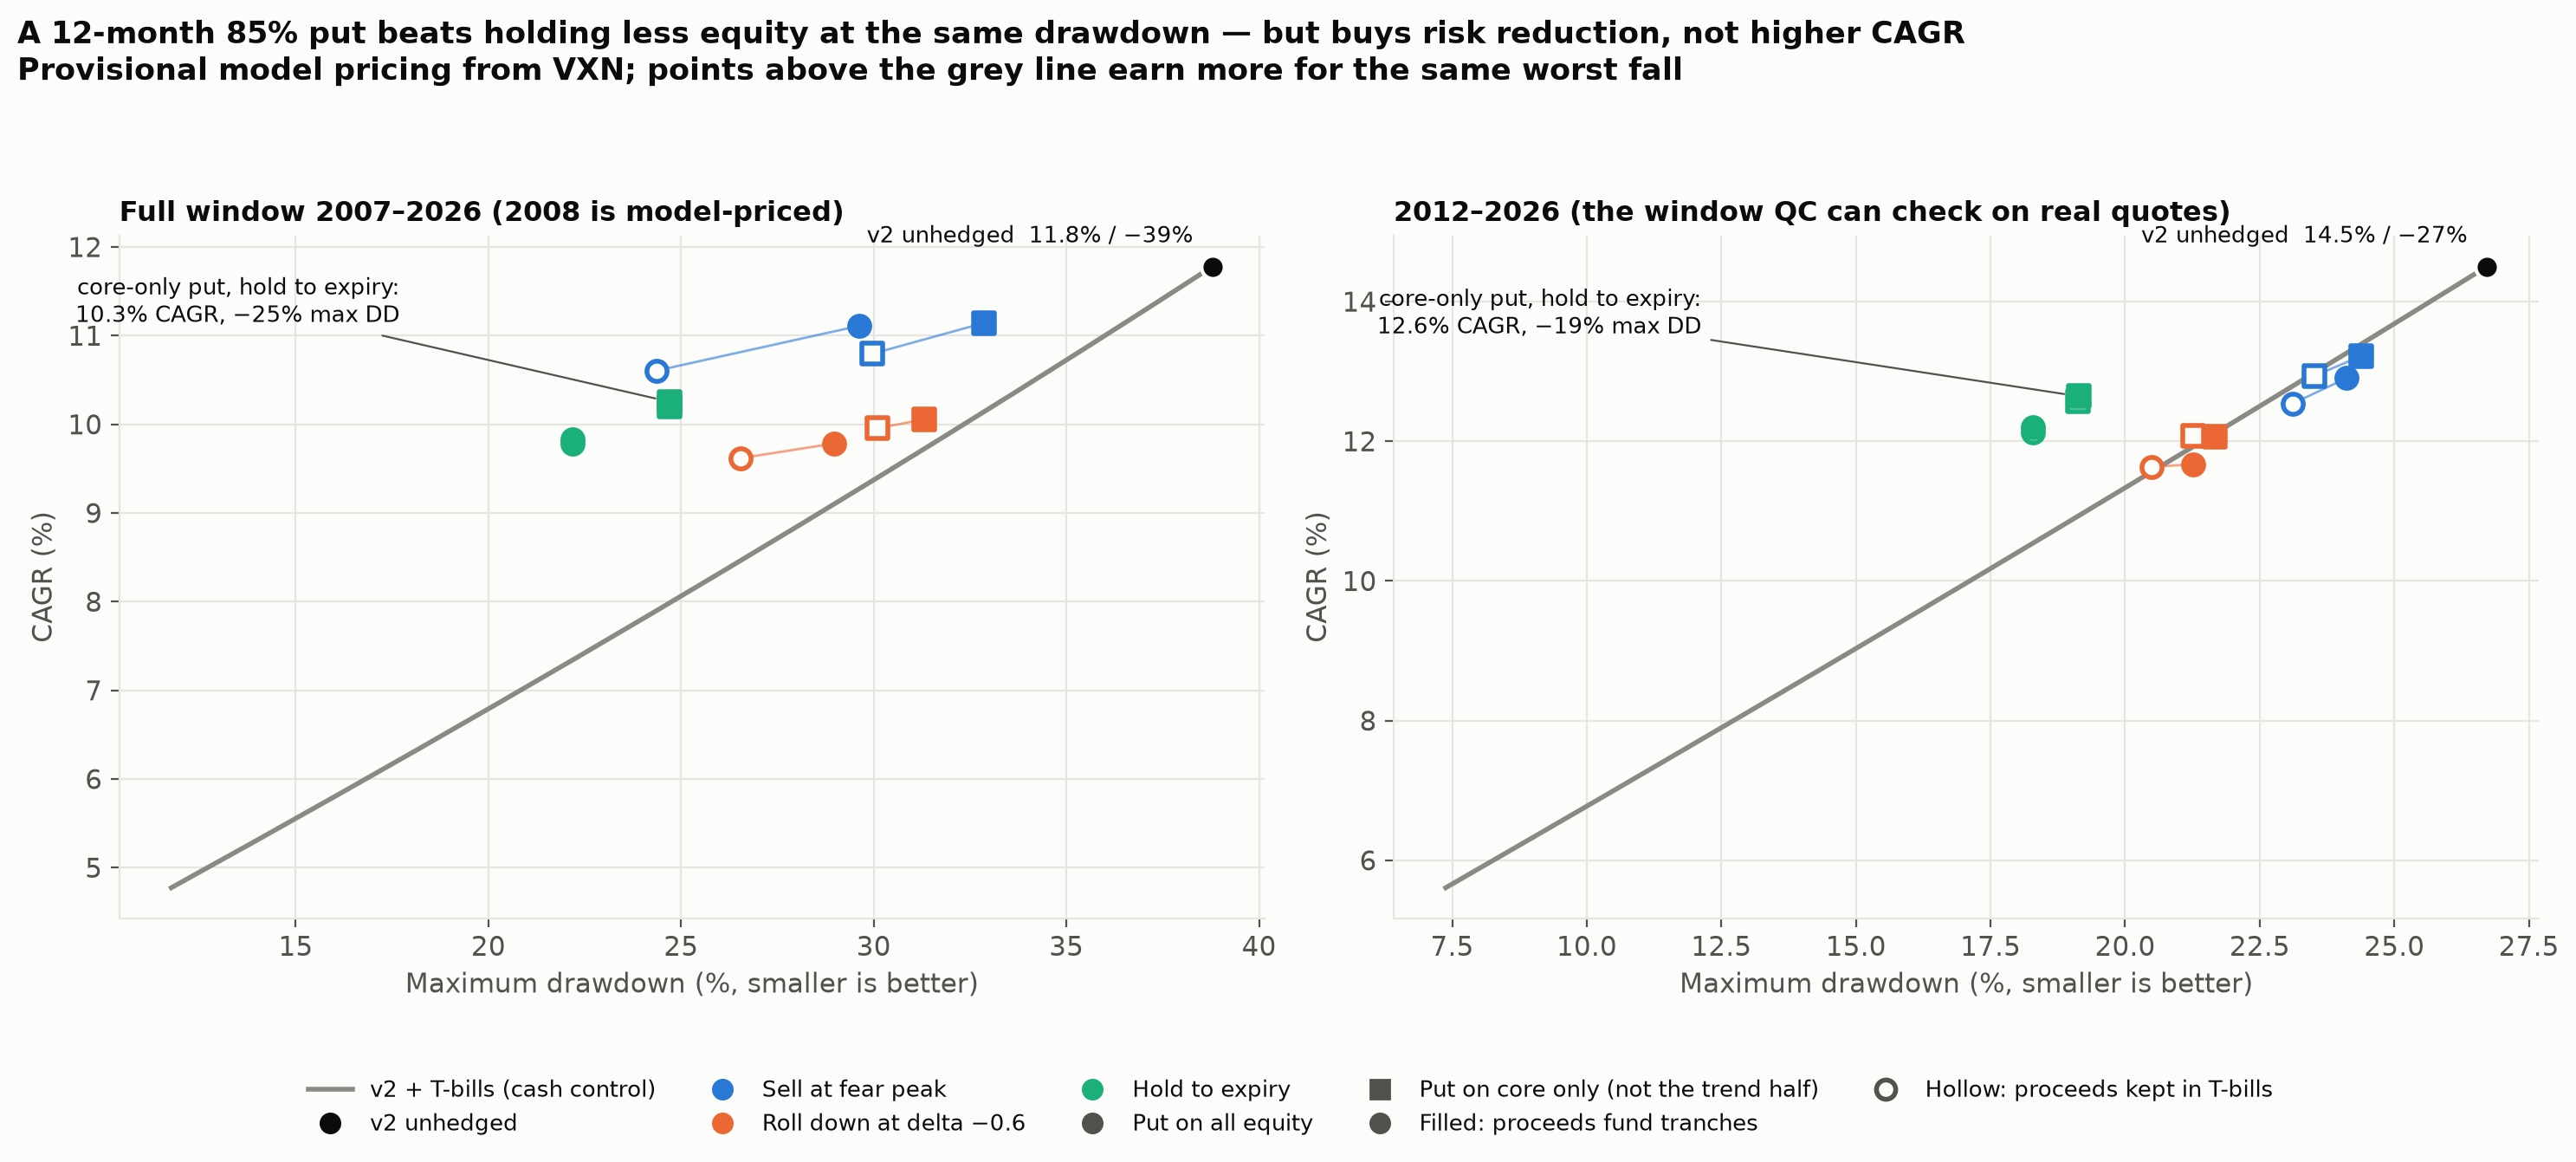 A 12-month 85% put beats holding less equity at the same drawdown — but buys risk reduction, not higher CAGR
Provisional model pricing from VXN; points above the grey line earn more for the same worst fall
Full window 2007–2026 (2008 is model-priced)
v2 unhedged  11.8% / −39%
core-only put, hold to expiry:
10.3% CAGR, −25% max DD
12
11
10
9
8
7
6
5
CAGR (%)
15
20
25
30
35
40
Maximum drawdown (%, smaller is better)
2012–2026 (the window QC can check on real quotes)
v2 unhedged  14.5% / −27%
core-only put, hold to expiry:
12.6% CAGR, −19% max DD
14
12
10
8
6
CAGR (%)
7.5
10.0
12.5
15.0
17.5
20.0
22.5
25.0
27.5
Maximum drawdown (%, smaller is better)
v2 + T-bills (cash control)
v2 unhedged
Sell at fear peak
Roll down at delta −0.6
Hold to expiry
Put on all equity
Put on core only (not the trend half)
Filled: proceeds fund tranches
Hollow: proceeds kept in T-bills